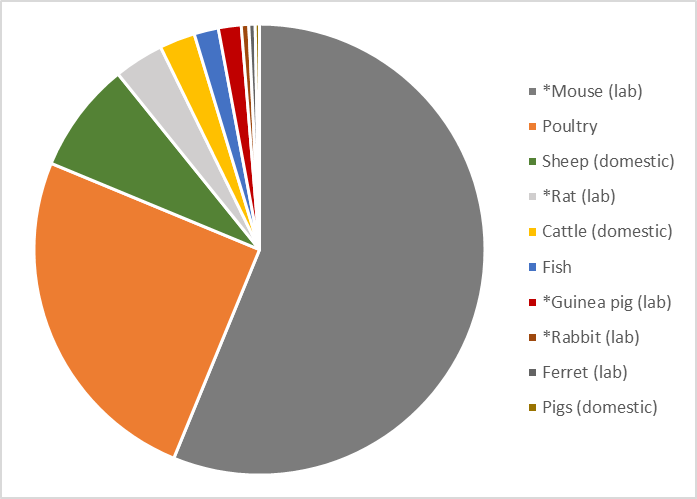 *Mouse (lab)
Poultry
Sheep (domestic)
*Rat (lab)
Cattle (domestic)
Fish
*Guinea pig (lab)
*Rabbit (lab)
Ferret (lab)
Pigs (domestic)